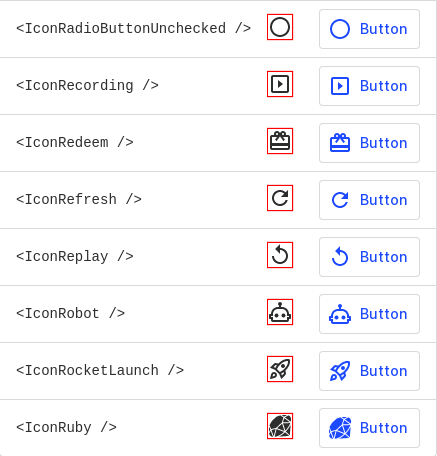 <IconRadioButtonUnchecked /> Button
<IconRecording /> Button
<IconRedeem /> Button
<IconRefresh /> Button
<IconReplay /> Button
<IconRobot /> Button
<IconRocketLaunch /> Button
<IconRuby /> Button